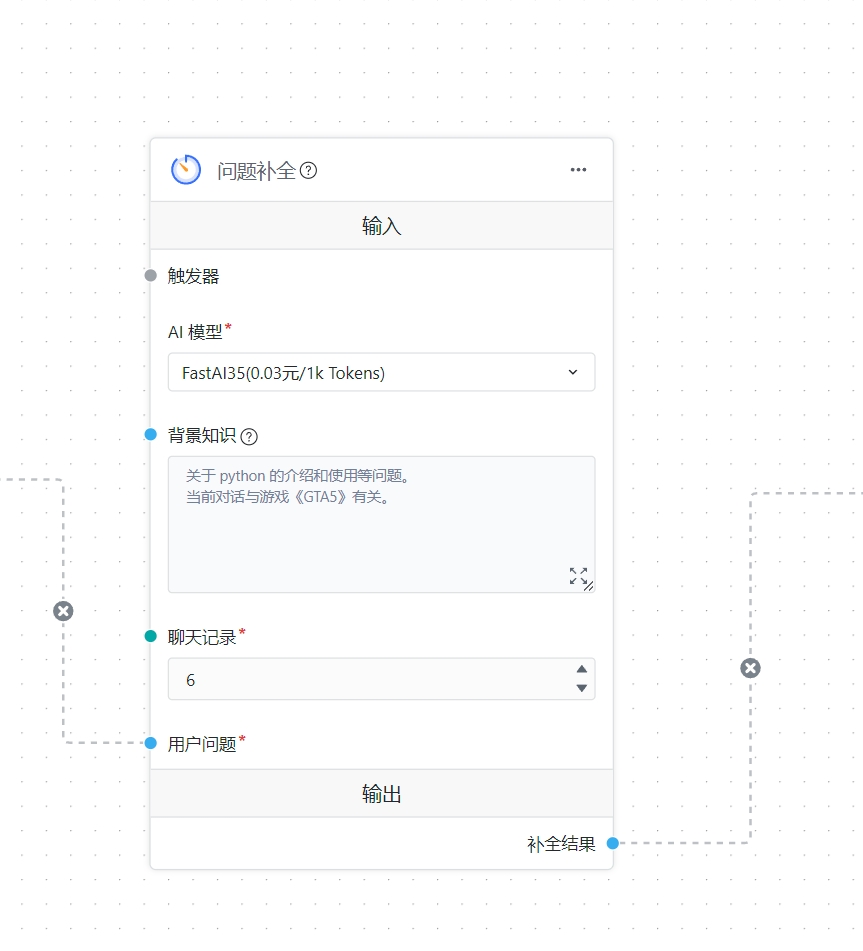 问题补全
输入
触发器
AI 模型*
FastAI35(0.03元/1k Tokens)
背景知识
关于 python 的介绍和使用等问题。
当前对话与游戏《GTA5》有关。
聊天记录*
6
用户问题*
输出
补全结果